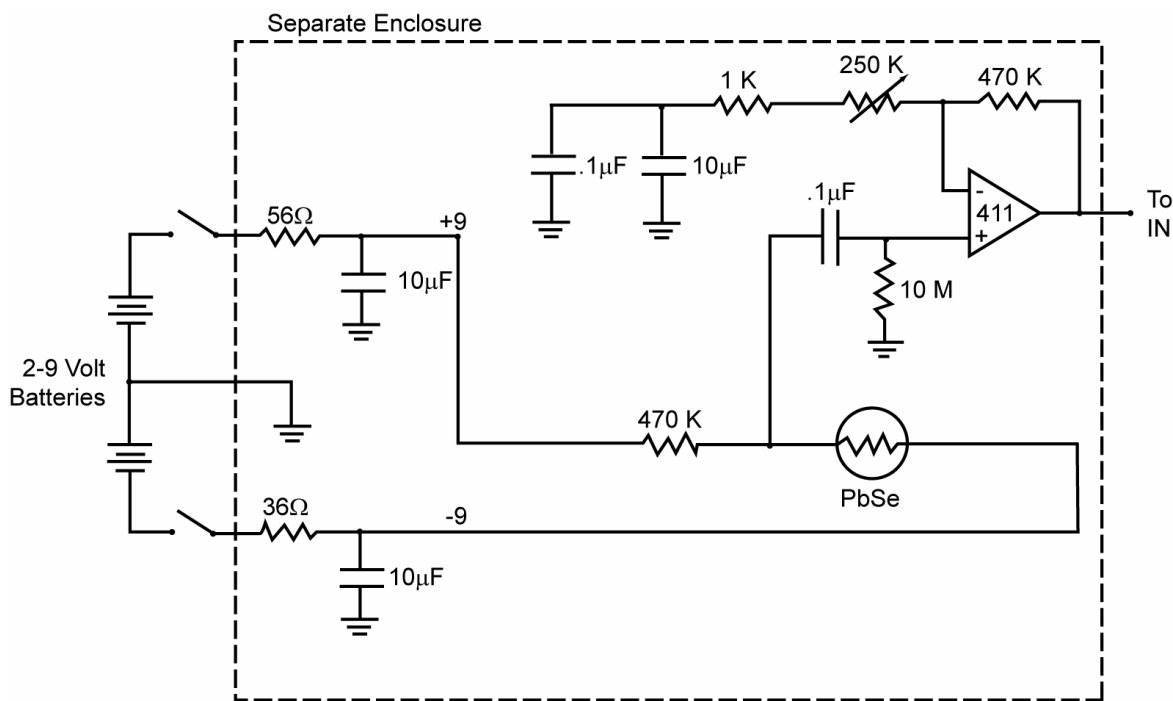 Separate Enclosure
1 K
250 K
470 K
.1μF
10μF
-
411
+
To
IN
.1μF
10 M
56Ω
+9
10μF
2-9 Volt
Batteries
470 K
PbSe
36Ω
-9
10μF